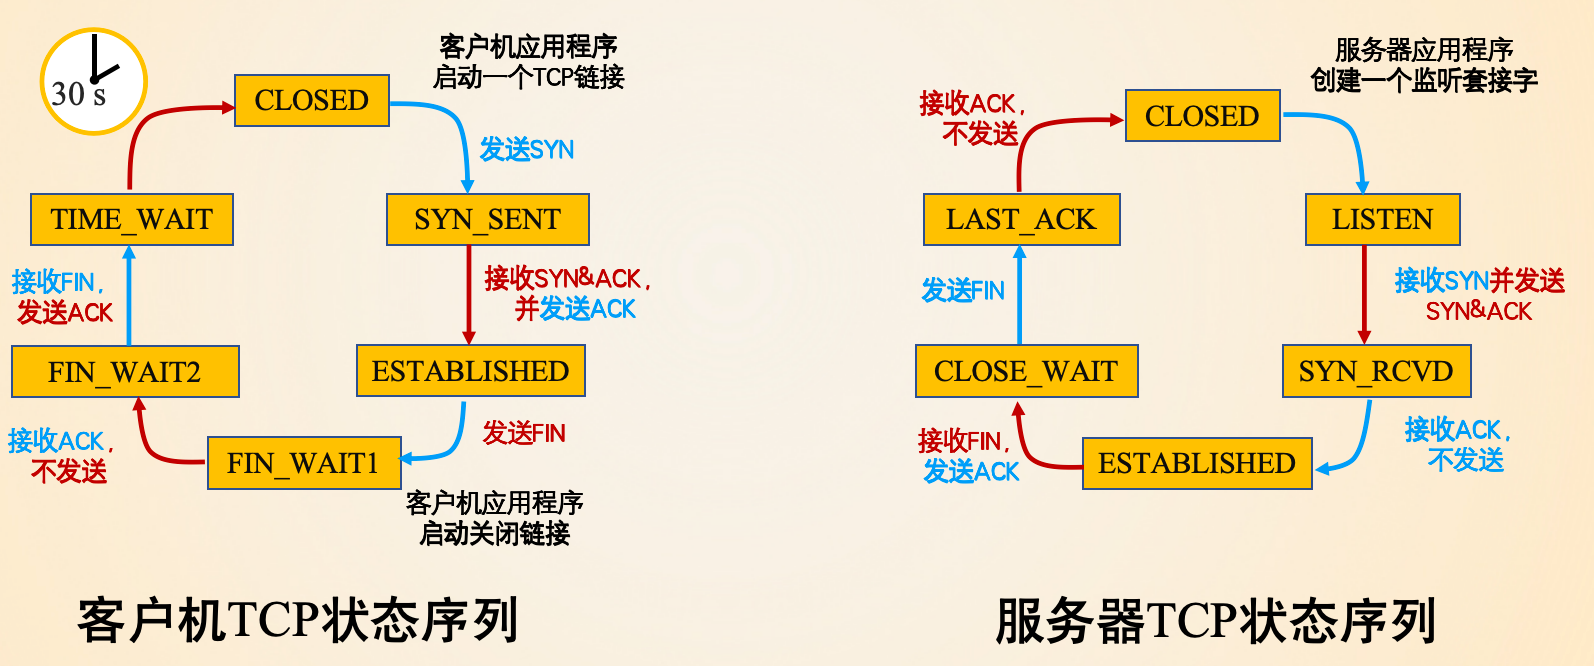 客户机应用程序
启动一个TCP链接
30 s
CLOSED
发送SYN
TIME_WAIT
SYN_SENT
接收FIN,
发送ACK
接收SYN&ACK,
并发送ACK
FIN_WAIT2
ESTABLISHED
接收ACK,
不发送
发送FIN
FIN_WAIT1
客户机应用程序
启动关闭链接
客户机TCP状态序列
服务器应用程序
创建一个监听套接字
接收ACK,
不发送
CLOSED
LAST_ACK
LISTEN
发送FIN
接收SYN并发送
SYN&ACK
CLOSE_WAIT
SYN_RCVD
接收FIN,
发送ACK
接收ACK,
不发送
ESTABLISHED
服务器TCP状态序列